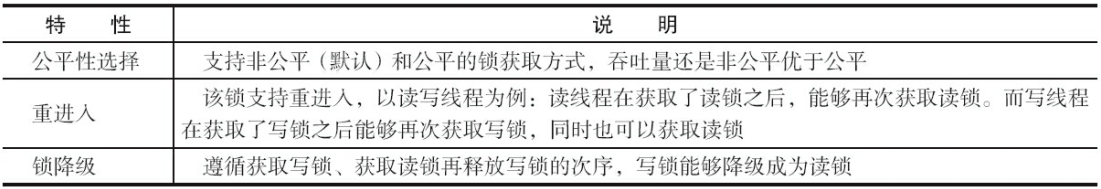 特 性 说 明
公平性选择 支持非公平（默认）和公平的锁获取方式，吞吐量还是非公平优于公平
重进入 该锁支持重进入，以读写线程为例：读线程在获取了读锁之后，能够再次获取读锁。而写线程
在获取了写锁之后能够再次获取写锁，同时也可以获取读锁
锁降级 遵循获取写锁、获取读锁再释放写锁的次序，写锁能够降级成为读锁